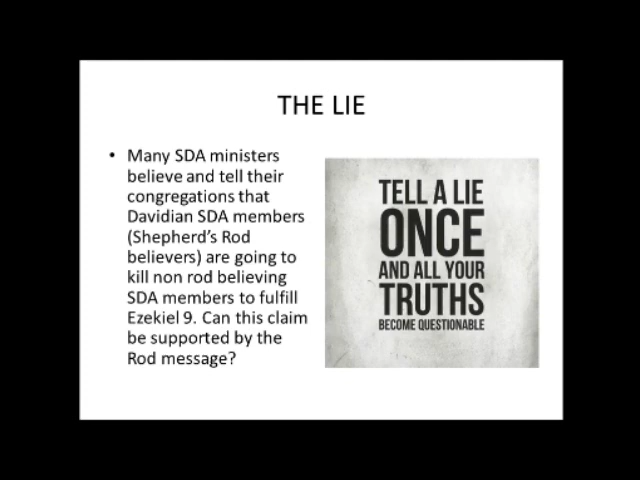 THE LIE
• Many SDA ministers
believe and tell their
congregations that
Davidian SDA members
(Shepherd's Rod
believers) are going to
kill non rod believing
SDA members to fulfill
Ezekiel 9. Can this claim
be supported by the
Rod message?
TELL A LIE
ONCE
AND ALL YOUR
TRUTHS
BECOME QUESTIONABLE